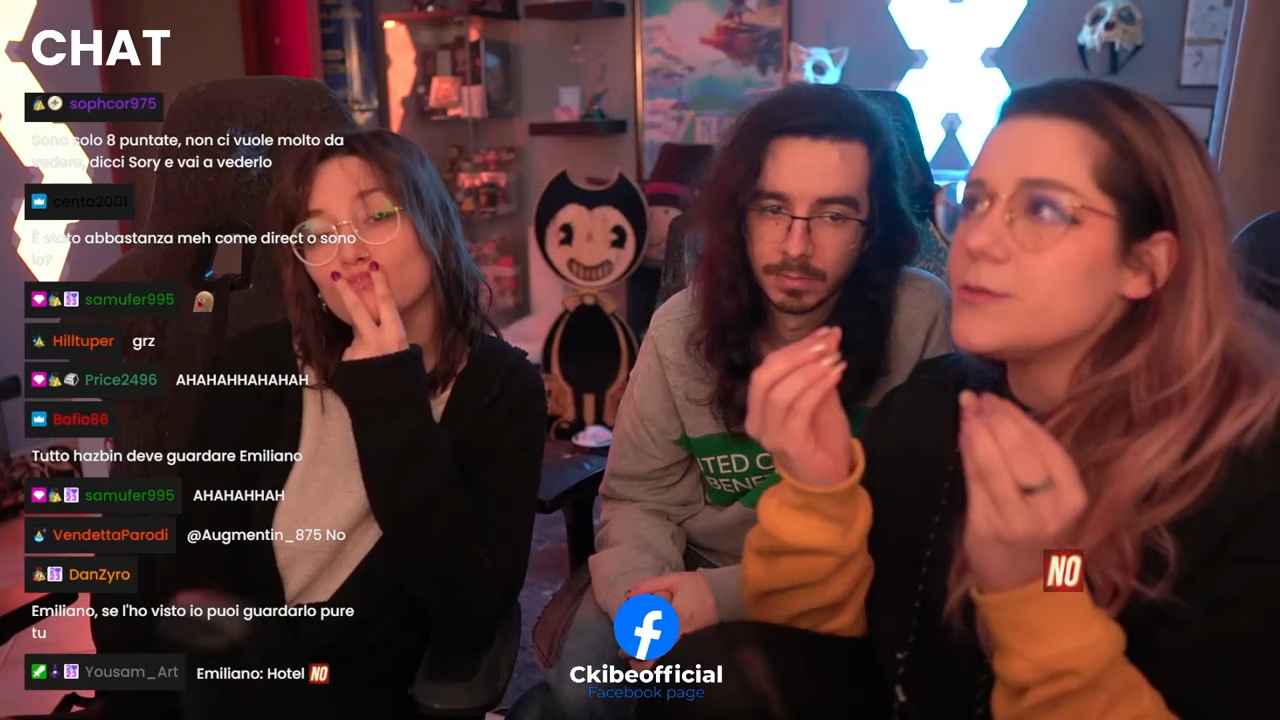 CHAT
sophcor975
Sono solo 8 puntate, non ci vuole molto da
vedere, dicci Sory e vai a vederlo
cento2001
È stato abbastanza meh come direct o sono
io?
samufer995
Hilltuper grz
Price2496 AHAHAHHAHAHAH
Bafio86
Tutto hazbin deve guardare Emiliano
samufer995 AHAHAHHAH
VendettaParodi @Augmentin_875 No
DanZyro
Emiliano, se l'ho visto io puoi guardarlo pure
tu
Yousam_Art Emiliano: Hotel NO
NO
Ckibeofficial
Facebook page